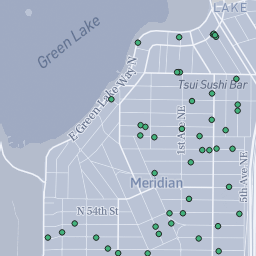 LAKE
Green Lake
Tsui Sushi Bar
E Green Lake Way N
1st Ave NE
5th Ave NE
Meridian
N 54th St